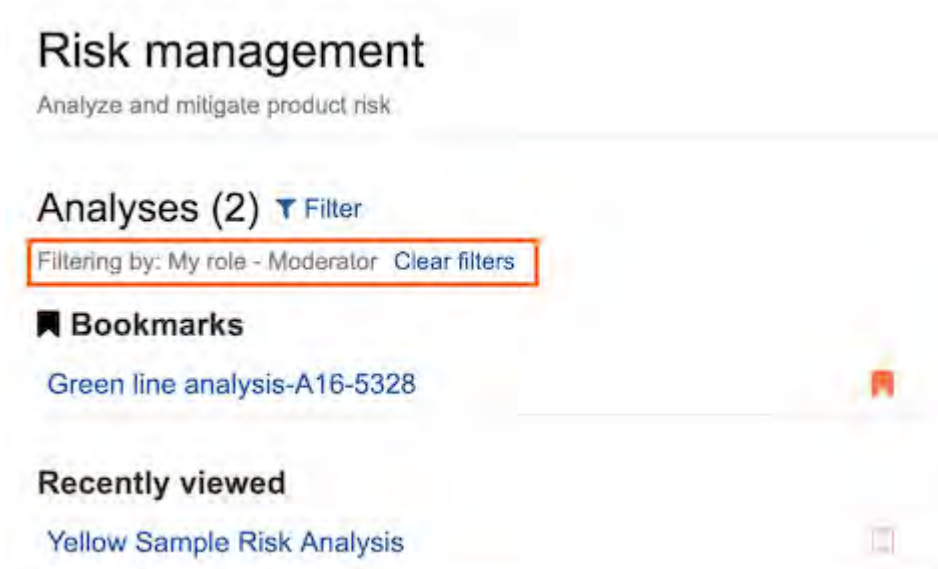 Risk management
Analyze and mitigate product risk
Analyses (2) Filter
Filtering by: My role - Moderator Clear filters
Bookmarks
Green line analysis-A16-5328
Recently viewed
Yellow Sample Risk Analysis